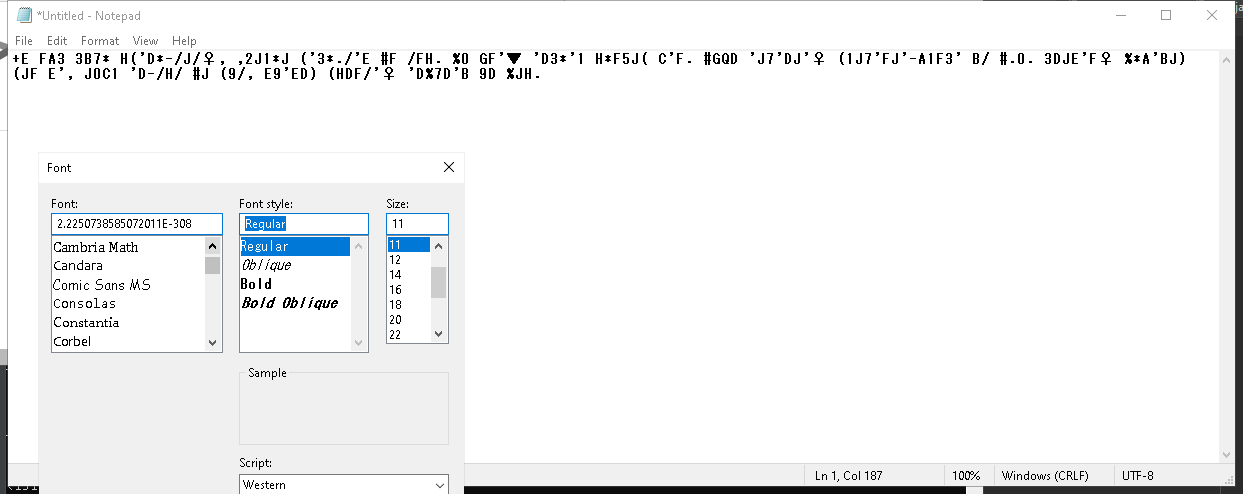 *Untitled - Notepad
File Edit Format View Help
+E FA3 3B7* H('D*-/J/♀, ,2J1*J ('3*./'E #F /FH. %0 GF'▼ 'D3*'1 H*F5J( C'F. #GQD 'J7'DJ'♀ (1J7'FJ'-A1F3' B/ #.0. 3DJE'F♀ %*A'BJ)
(JF E', JOC1 'D-/H/ #J (9/, E9'ED) (HDF/'♀ 'D%7D'B 9D %JH.
Font
Font:
Font style:
Size:
2.2250738585072011E-308
Regular
11
Cambria Math
Candara
Comic Sans MS
Consolas
Constantia
Corbel
Regular
Oblique
Bold
Bold Oblique
11
12
14
16
18
20
22
Sample
Script:
Western
Ln 1, Col 187
100%
Windows (CRLF)
UTF-8